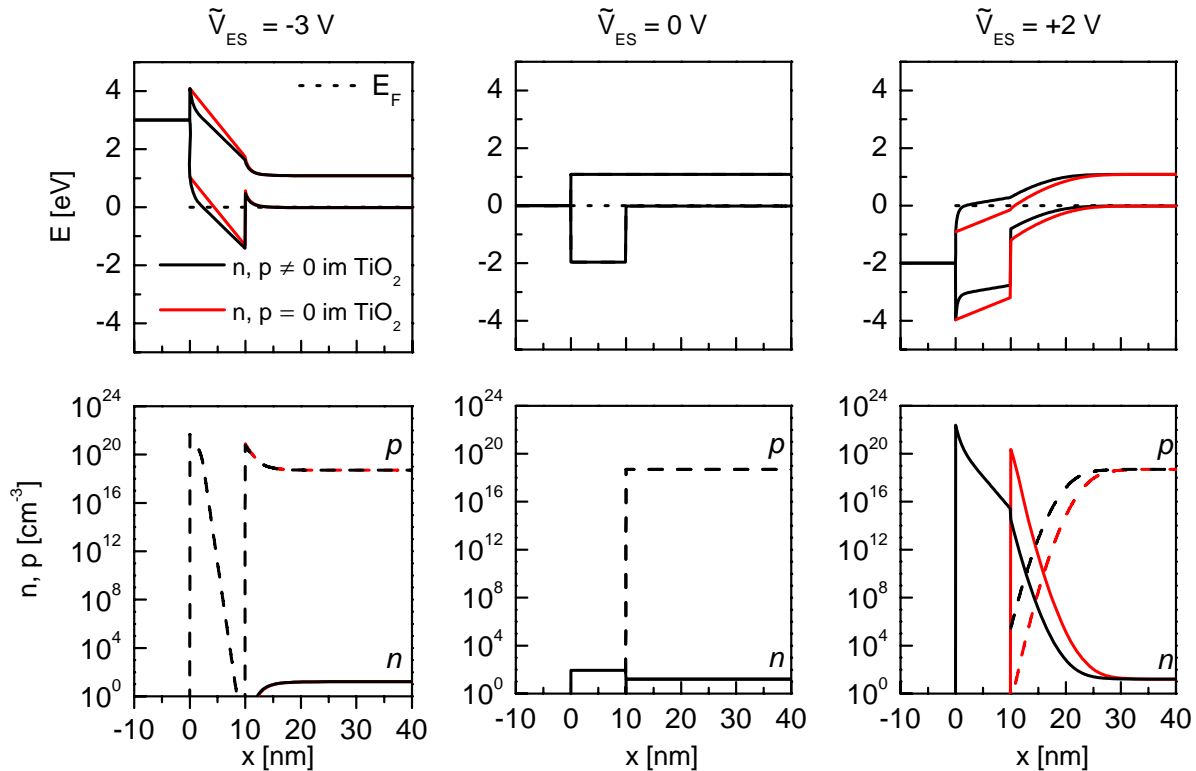 Ṽ_ES = -3 V
Ṽ_ES = 0 V
Ṽ_ES = +2 V
E [eV]
4
2
0
-2
-4
E_F
n, p ≠ 0 im TiO₂
n, p = 0 im TiO₂
4
2
0
-2
-4
4
2
0
-2
-4
n, p [cm⁻³]
10²⁴
10²⁰
10¹⁶
10¹²
10⁸
10⁴
10⁰
p
n
-10 0 10 20 30 40
x [nm]
10²⁴
10²⁰
10¹⁶
10¹²
10⁸
10⁴
10⁰
p
n
-10 0 10 20 30 40
x [nm]
10²⁴
10²⁰
10¹⁶
10¹²
10⁸
10⁴
10⁰
p
n
-10 0 10 20 30 40
x [nm]